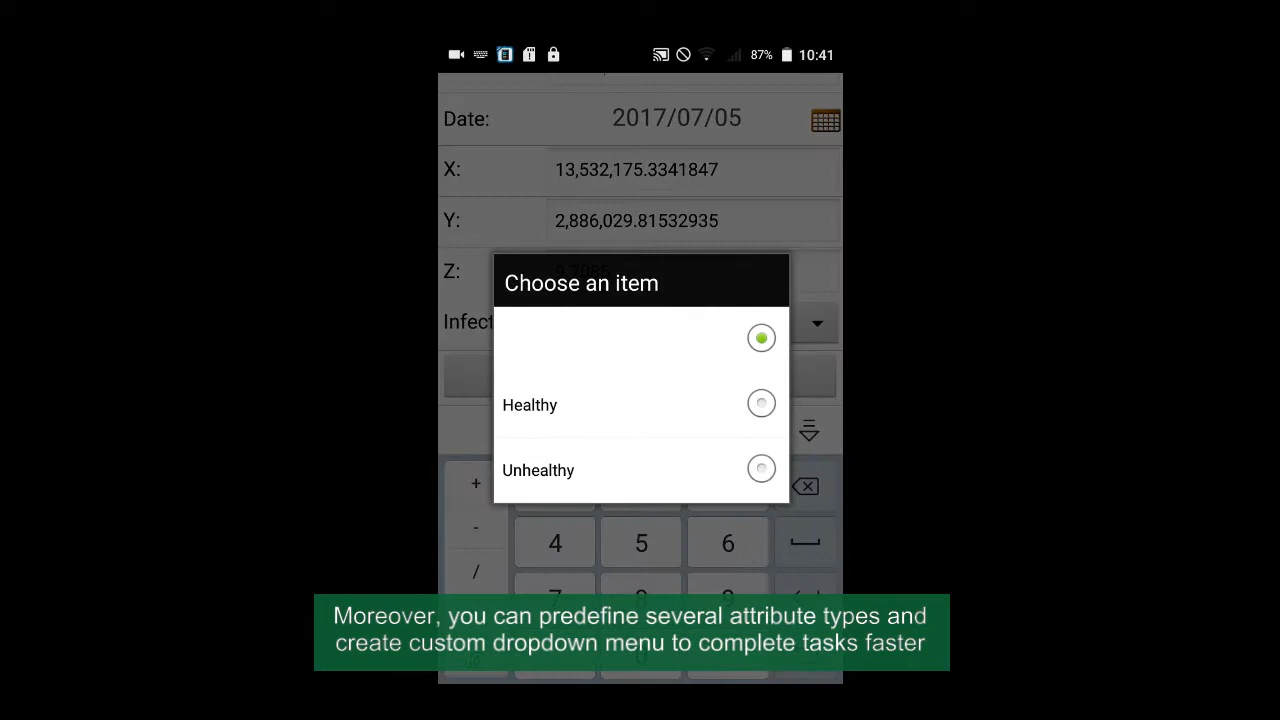 87% 10:41
Date: 2017/07/05
X: 13,532,175.3341847
Y: 2,886,029.81532935
Z:
Choose an item
Infect
Healthy
Unhealthy
+
-
4 5 6
/
Moreover, you can predefine several attribute types and
create custom dropdown menu to complete tasks faster